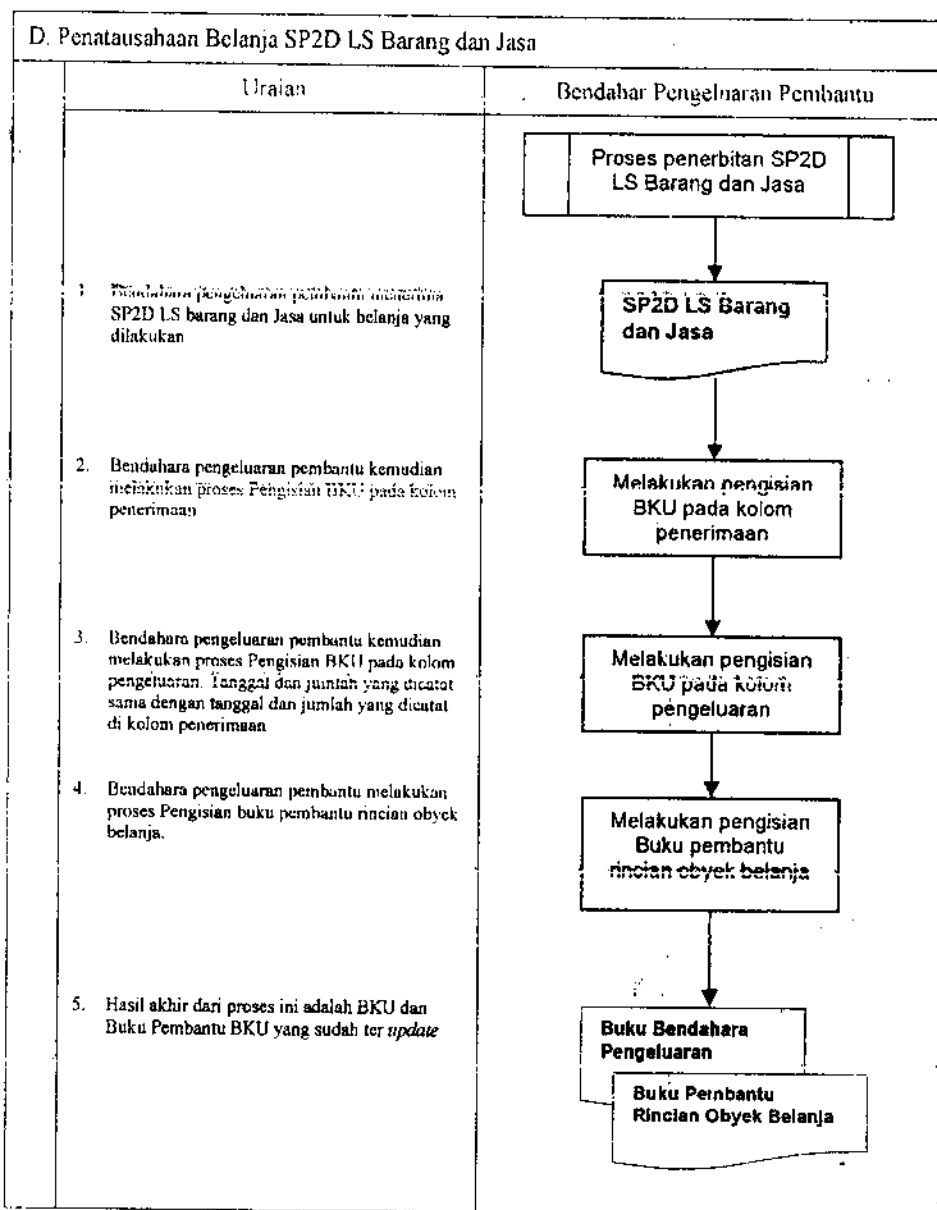 D. Penatausahaan Belanja SP2D LS Barang dan Jasa
Uraian
Bendahar Pengeluaran Pembantu
Proses penerbitan SP2D
LS Barang dan Jasa
1. Bendahara pengeluaran pembantu menerima
SP2D LS barang dan Jasa untuk belanja yang
dilakukan
SP2D LS Barang
dan Jasa
2. Bendahara pengeluaran pembantu kemudian
melakukan proses Pengisian BKU pada kolom
penerimaan
Melakukan pengisian
BKU pada kolom
penerimaan
3. Bendahara pengeluaran pembantu kemudian
melakukan proses Pengisian BKU pada kolom
pengeluaran. Tanggal dan jumlah yang dicatat
sama dengan tanggal dan jumlah yang dicatat
di kolom penerimaan
Melakukan pengisian
BKU pada kolom
pengeluaran
4. Bendahara pengeluaran pembantu melakukan
proses Pengisian buku pembantu rincian obyek
belanja.
Melakukan pengisian
Buku pembantu
rincian obyek belanja
5. Hasil akhir dari proses ini adalah BKU dan
Buku Pembantu BKU yang sudah ter update
Buku Bendahara
Pengeluaran
Buku Pembantu
Rincian Obyek Belanja